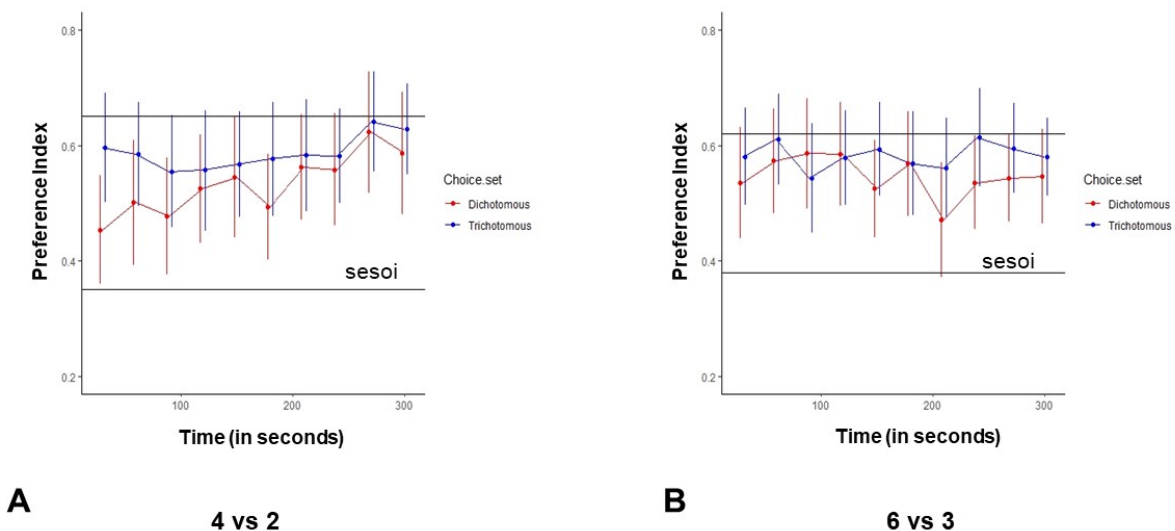 0.8
0.6
0.4
0.2
Preference Index
sesoi
100
200
300
Time (in seconds)
Choice.set
Dichotomous
Trichotomous
A
4 vs 2
0.8
0.6
0.4
0.2
Preference Index
sesoi
100
200
300
Time (in seconds)
Choice.set
Dichotomous
Trichotomous
B
6 vs 3